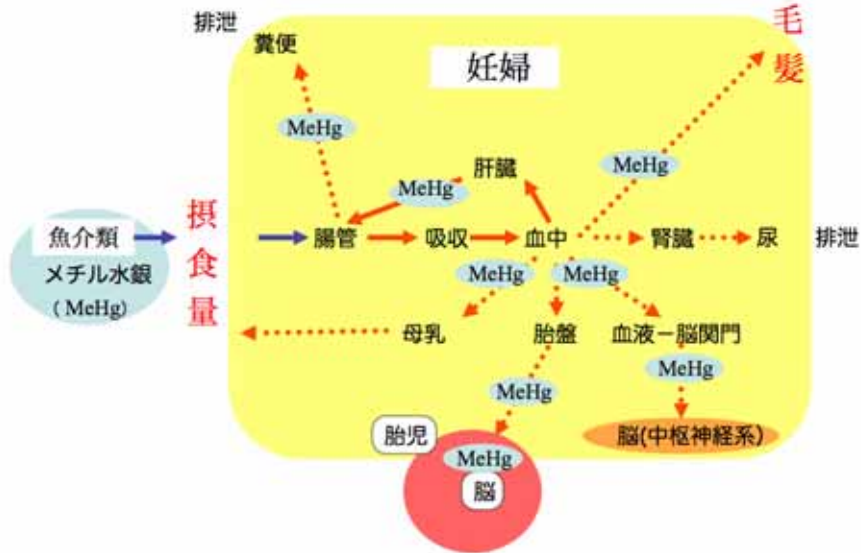 排泄
糞便
妊婦
毛髪
MeHg
MeHg
肝臓
MeHg
魚介類
メチル水銀
(MeHg)
摂食量
腸管
吸収
血中
腎臓
尿
排泄
MeHg
MeHg
母乳
胎盤
血液－脳関門
MeHg
MeHg
胎児
脳(中枢神経系)
MeHg
脳